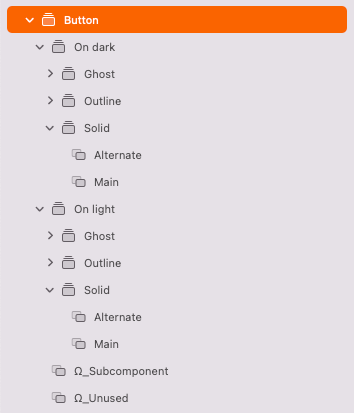 Button
On dark
Ghost
Outline
Solid
Alternate
Main
On light
Ghost
Outline
Solid
Alternate
Main
Ω_Subcomponent
Ω_Unused